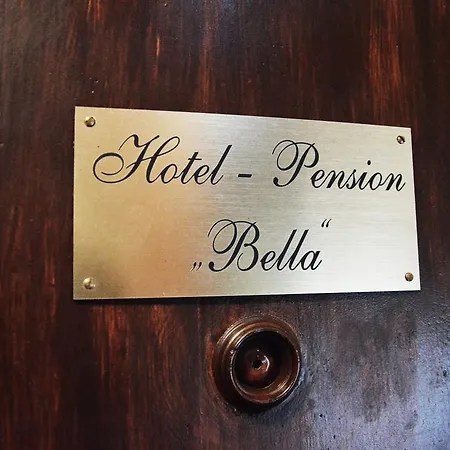 Hotel - Pension
„Bella“